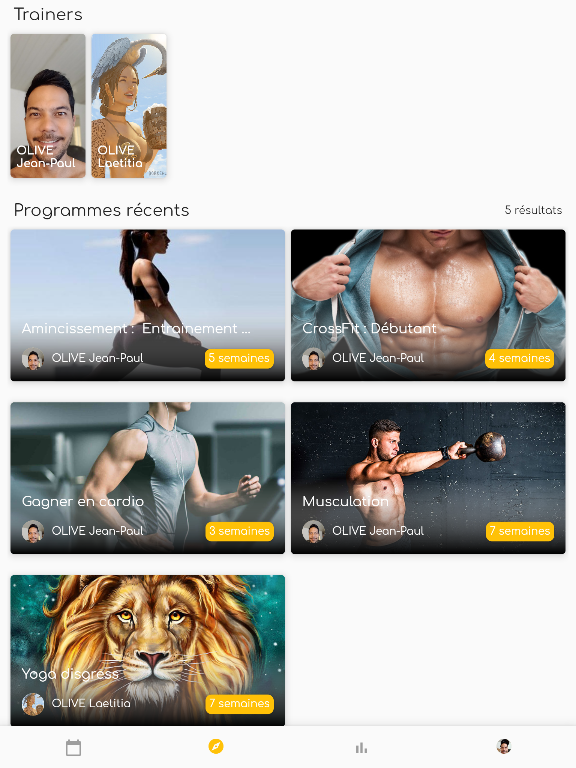 Trainers
OLIVE
Jean-Paul
OLIVE
Laetitia
Programmes récents
5 résultats
Amincissement : Entrainement ...
OLIVE Jean-Paul
5 semaines
CrossFit : Débutant
OLIVE Jean-Paul
4 semaines
Gagner en cardio
OLIVE Jean-Paul
3 semaines
Musculation
OLIVE Jean-Paul
7 semaines
Yoga disgress
OLIVE Laetitia
7 semaines